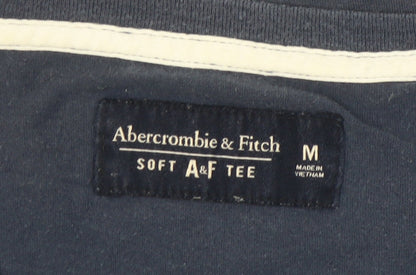 Abercrombie & Fitch
SOFT A&F TEE
M
MADE IN
VIETNAM